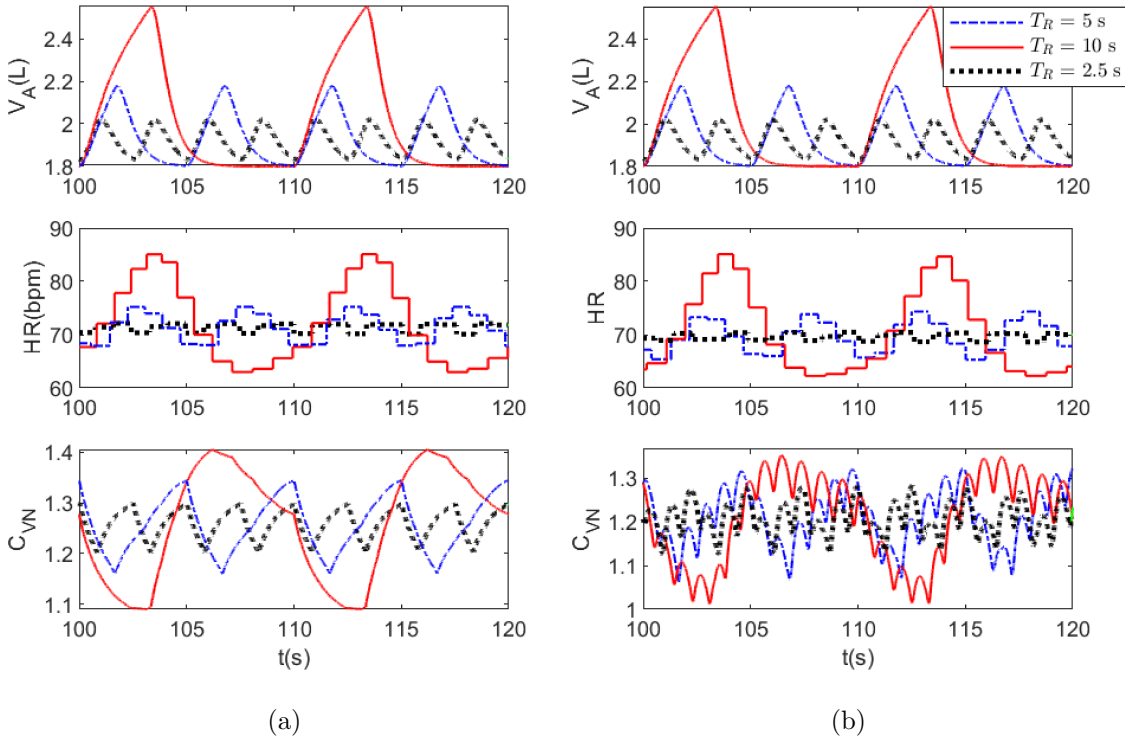 V_A(L)
2.4
2.2
2
1.8
100 105 110 115 120
HR(bpm)
90
80
70
60
100 105 110 115 120
C_VN
1.4
1.3
1.2
1.1
100 105 110 115 120
t(s)
(a)
V_A(L)
2.4
2.2
2
1.8
100 105 110 115 120
T_R = 5 s
T_R = 10 s
T_R = 2.5 s
HR
90
80
70
60
100 105 110 115 120
C_VN
1.3
1.2
1.1
1
100 105 110 115 120
t(s)
(b)